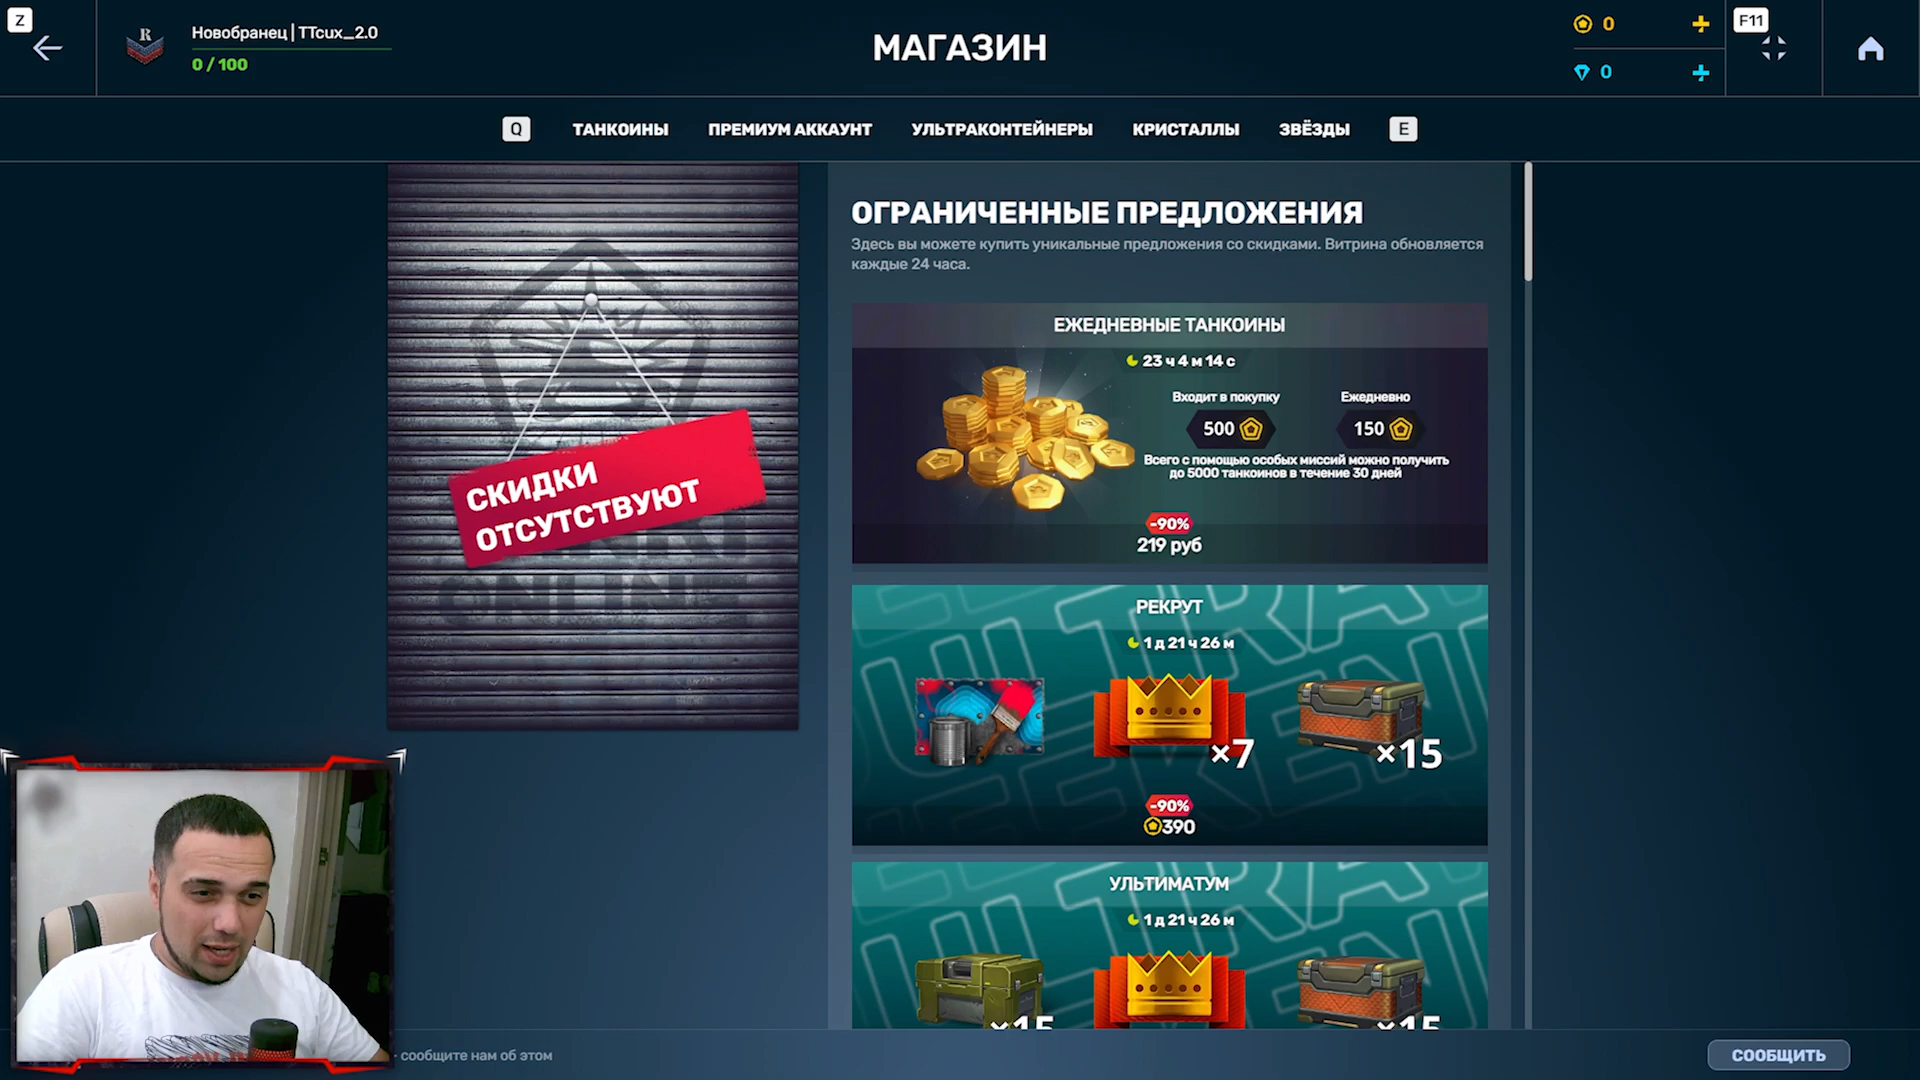 Z
Новобранец | TTcux_2.0
0 / 100
МАГАЗИН
0
0
F11
Q
ТАНКОИНЫ
ПРЕМИУМ АККАУНТ
УЛЬТРАКОНТЕЙНЕРЫ
КРИСТАЛЛЫ
ЗВЁЗДЫ
E
СКИДКИ
ОТСУТСТВУЮТ
ONLINE
ОГРАНИЧЕННЫЕ ПРЕДЛОЖЕНИЯ
Здесь вы можете купить уникальные предложения со скидками. Витрина обновляется
каждые 24 часа.
ЕЖЕДНЕВНЫЕ ТАНКОИНЫ
23 ч 4 м 14 с
Входит в покупку
Ежедневно
500
150
Всего с помощью особых миссий можно получить
до 5000 танкоинов в течение 30 дней
-90%
219 руб
РЕКРУТ
1 д 21 ч 26 м
×7
×15
-90%
390
УЛЬТИМАТУМ
1 д 21 ч 26 м
×15
×15
- сообщите нам об этом
СООБЩИТЬ